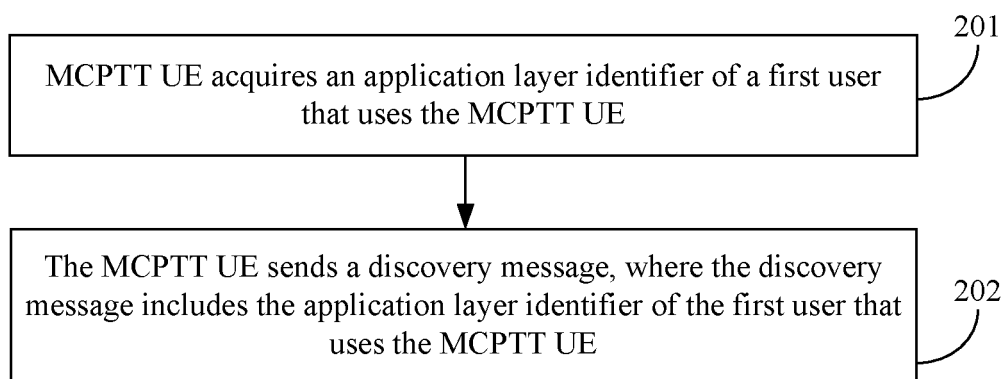 201
MCPTT UE acquires an application layer identifier of a first user
that uses the MCPTT UE
The MCPTT UE sends a discovery message, where the discovery
message includes the application layer identifier of the first user that
uses the MCPTT UE
202